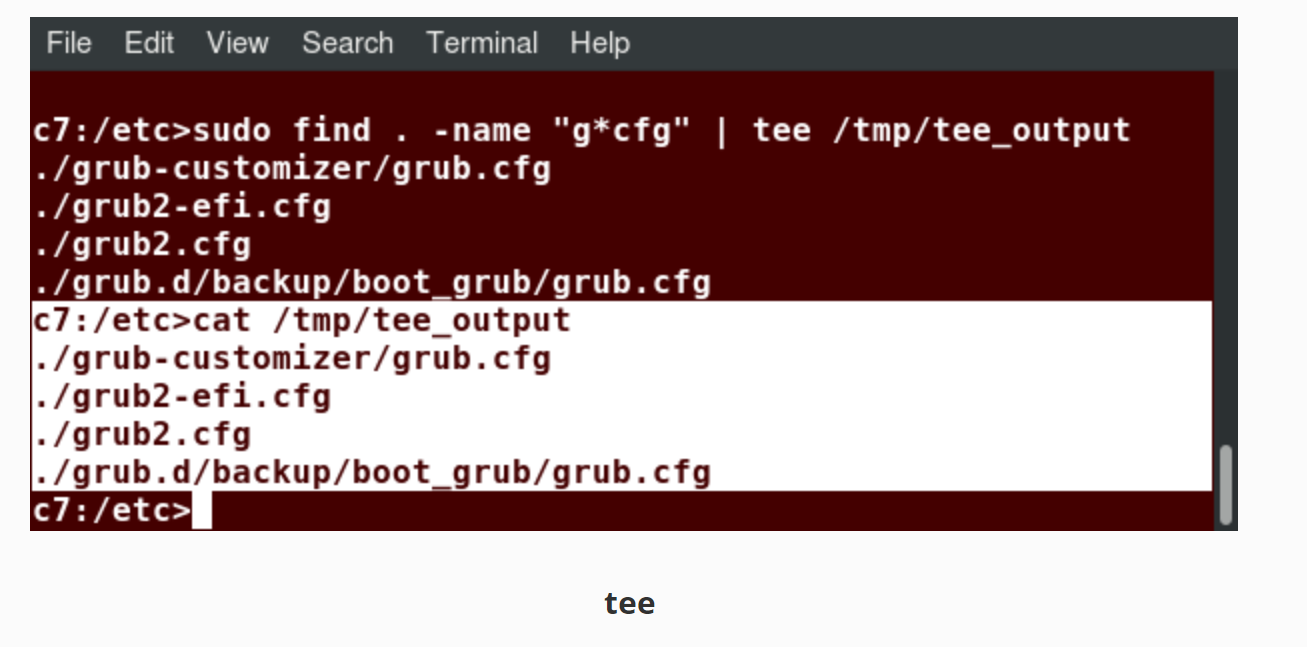 File Edit View Search Terminal Help
c7:/etc>sudo find . -name "g*cfg" | tee /tmp/tee_output
./grub-customizer/grub.cfg
./grub2-efi.cfg
./grub2.cfg
./grub.d/backup/boot_grub/grub.cfg
c7:/etc>cat /tmp/tee_output
./grub-customizer/grub.cfg
./grub2-efi.cfg
./grub2.cfg
./grub.d/backup/boot_grub/grub.cfg
c7:/etc>
tee